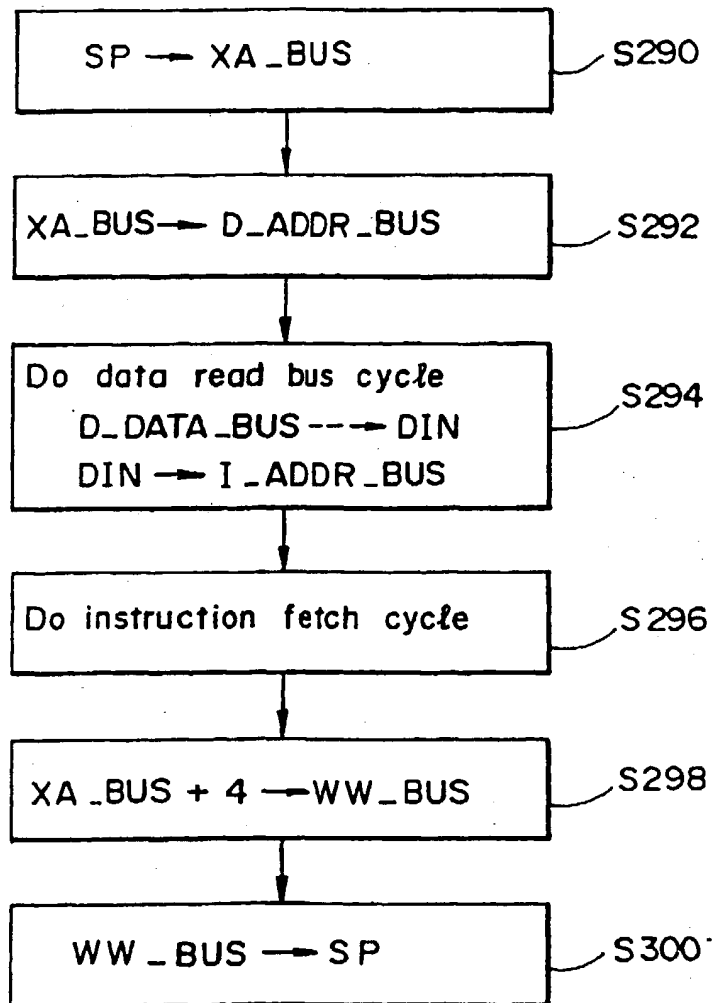 SP → XA_BUS
S290
XA_BUS → D_ADDR_BUS
S292
Do data read bus cycle
D_DATA_BUS ---→ DIN
DIN → I_ADDR_BUS
S294
Do instruction fetch cycle
S296
XA_BUS + 4 → WW_BUS
S298
WW_BUS → SP
S300